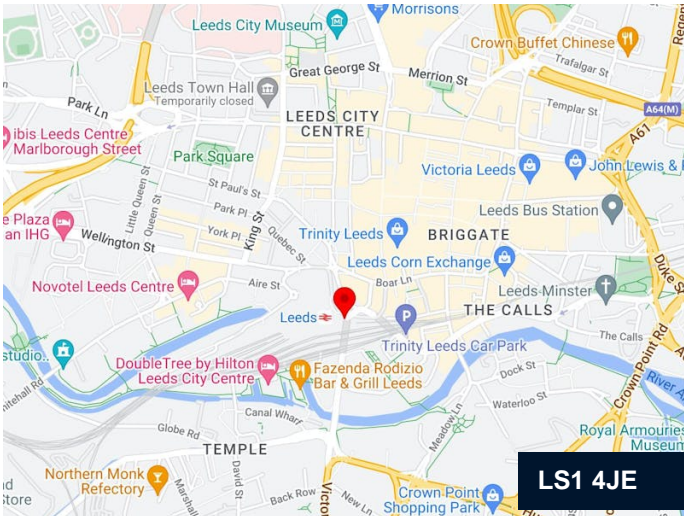 Morrisons
Leeds City Museum
Crown Buffet Chinese
Trafalgar St
Great George St
Merrion St
Leeds Town Hall
Temporarily closed
Park Ln
Templar St
A64(M)
LEEDS CITY
CENTRE
A61
ibis Leeds Centre
Marlborough Street
Park Square
Victoria Leeds
John Lewis &
St Paul's St
Little Queen St
Queen St
Park Pl
King St
Leeds Bus Station
e Plaza
an IHG
York Pl
Wellington St
Quebec St
Trinity Leeds
BRIGGATE
Leeds Corn Exchange
Duke St
Novotel Leeds Centre
Aire St
Boar Ln
Leeds Minster
Leeds
P
THE CALLS
The Calls
Trinity Leeds Car Park
studio..
DoubleTree by Hilton
Leeds City Centre
Fazenda Rodizio
Bar & Grill Leeds
Dock St
Crown Point Rd
River
Whitehall Rd
Waterloo St
Canal Wharf
Meadow Ln
Globe Rd
Royal Armouries
Museum
TEMPLE
David St
Northern Monk
Refectory
Marshall
Back Row
Victor
New Ln
Crown Point
Shopping Park
LS1 4JE
nd
Store